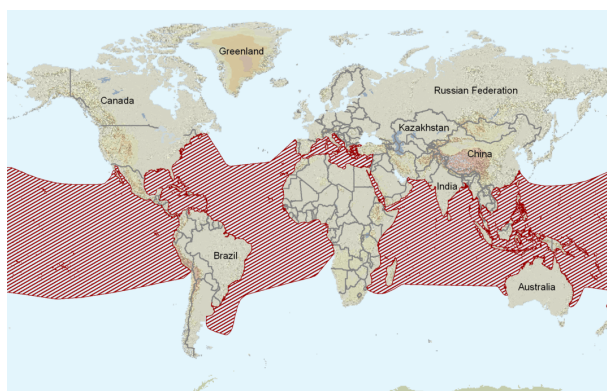 Greenland
Canada
Russian Federation
Kazakhstan
China
India
Brazil
Australia